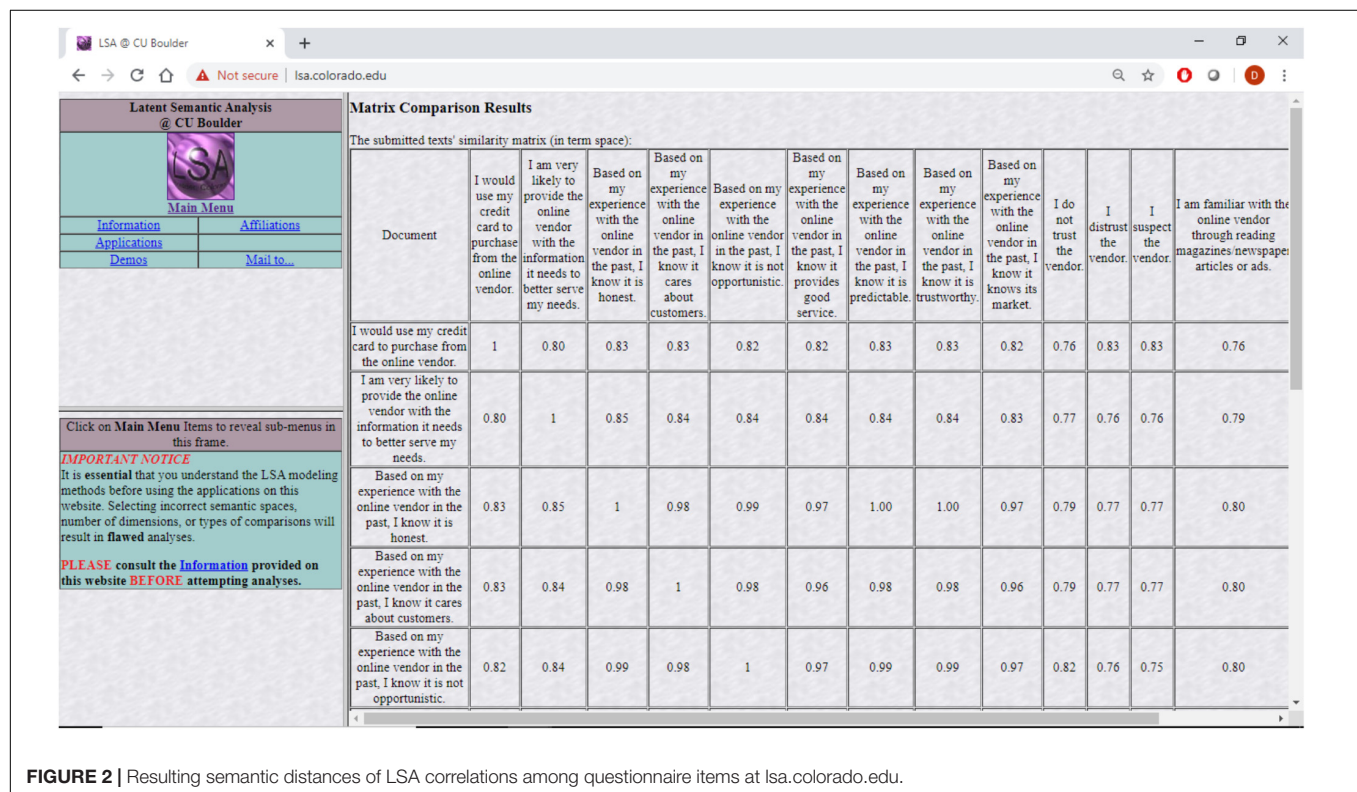 LSA @ CU Boulder
Not secure | lsa.colorado.edu
D
Latent Semantic Analysis
@ CU Boulder
LSA
Main Menu
Information Affiliations
Applications
Demos Mail to...
Click on Main Menu Items to reveal sub-menus in
this frame.
IMPORTANT NOTICE
It is essential that you understand the LSA modeling
methods before using the applications on this
website. Selecting incorrect semantic spaces,
number of dimensions, or types of comparisons will
result in flawed analyses.
PLEASE consult the Information provided on
this website BEFORE attempting analyses.
Matrix Comparison Results
The submitted texts' similarity matrix (in term space):
Document
I would
use my
credit
card to
purchase
from the
online
vendor.
I am very
likely to
provide the
online
vendor
with the
information
it needs to
better serve
my needs.
Based on
my
experience
with the
online
vendor in
the past, I
know it is
honest.
Based on
my
experience
with the
online
vendor in
the past, I
know it
cares
about
customers.
Based on my
experience
with the
online vendor
in the past, I
know it is not
opportunistic.
Based on
my
experience
with the
online
vendor in
the past, I
know it
provides
good
service.
Based on
my
experience
with the
online
vendor in
the past, I
know it is
predictable.
Based on
my
experience
with the
online
vendor in
the past, I
know it is
trustworthy.
Based on
my
experience
with the
online
vendor in
the past, I
know it
knows its
market.
I do
not
trust
the
vendor.
I
distrust
the
vendor.
I
suspect
the
vendor.
I am familiar with the
online vendor
through reading
magazines/newspape
articles or ads.
I would use my credit
card to purchase from
the online vendor.
1 0.80 0.83 0.83 0.82 0.82 0.83 0.83 0.82 0.76 0.83 0.83 0.76
I am very likely to
provide the online
vendor with the
information it needs
to better serve my
needs.
0.80 1 0.85 0.84 0.84 0.84 0.84 0.84 0.83 0.77 0.76 0.76 0.79
Based on my
experience with the
online vendor in the
past, I know it is
honest.
0.83 0.85 1 0.98 0.99 0.97 1.00 1.00 0.97 0.79 0.77 0.77 0.80
Based on my
experience with the
online vendor in the
past, I know it cares
about customers.
0.83 0.84 0.98 1 0.98 0.96 0.98 0.98 0.96 0.79 0.77 0.77 0.80
Based on my
experience with the
online vendor in the
past, I know it is not
opportunistic.
0.82 0.84 0.99 0.98 1 0.97 0.99 0.99 0.97 0.82 0.76 0.75 0.80
FIGURE 2 | Resulting semantic distances of LSA correlations among questionnaire items at lsa.colorado.edu.